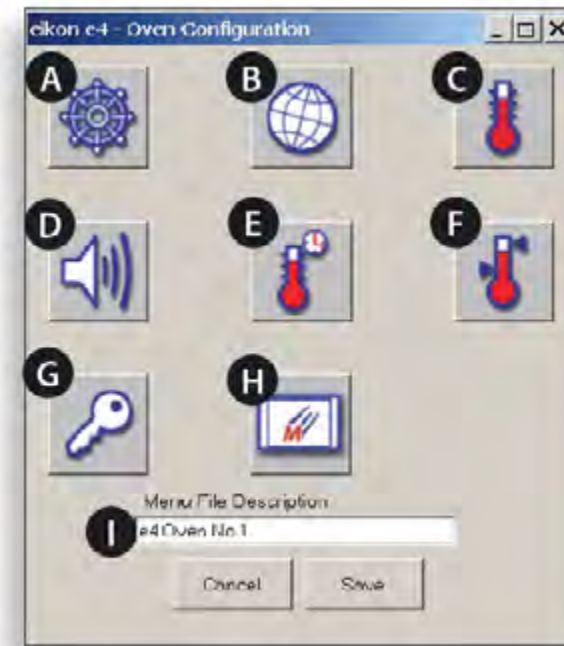 eikon e4 - Oven Configuration
A
B
C
D
E
F
G
H
M
Menu File Description
I
e4 Oven No.1
Cancel
Save